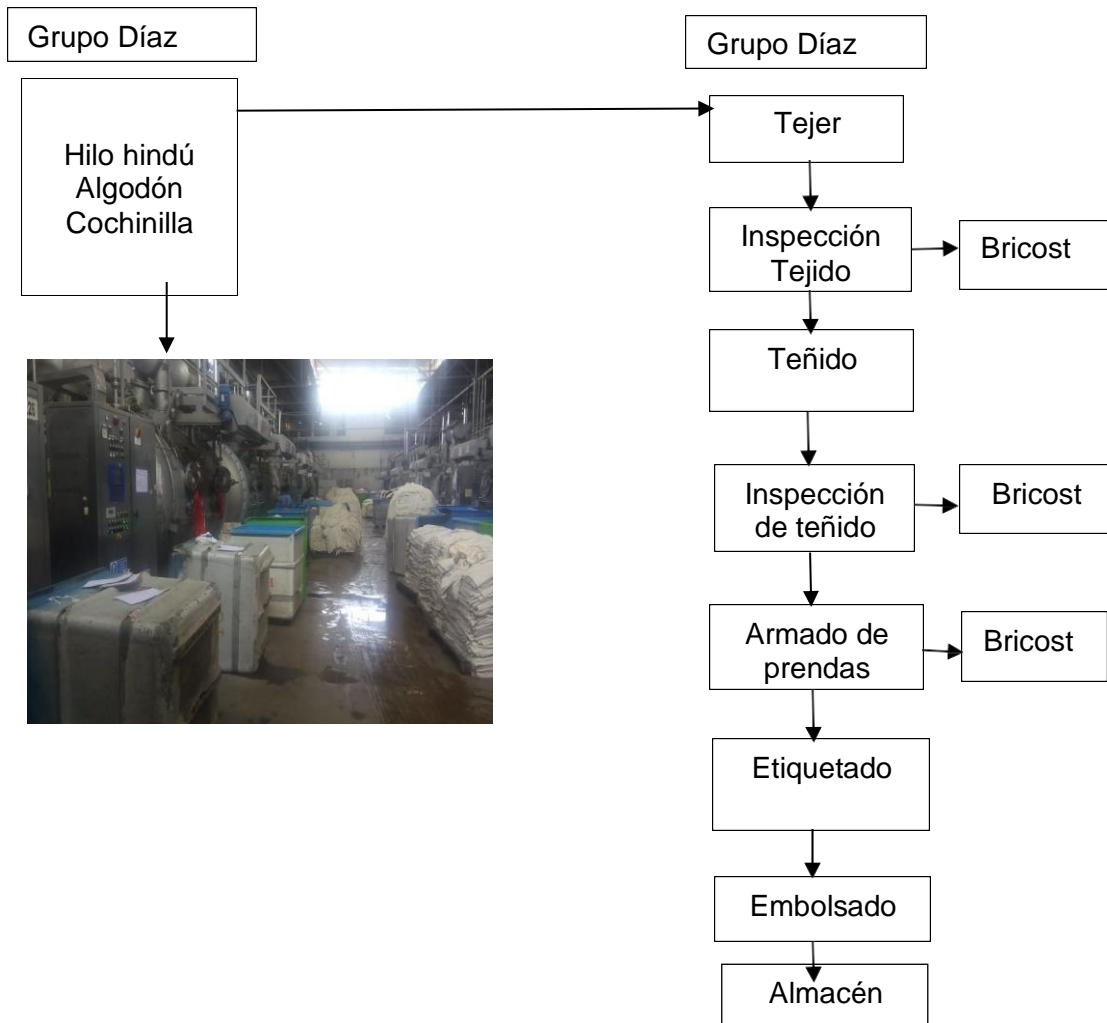 Grupo Díaz
Hilo hindú
Algodón
Cochinilla
Grupo Díaz
Tejer
Inspección
Tejido
Bricost
Teñido
Inspección
de teñido
Bricost
Armado de
prendas
Bricost
Etiquetado
Embolsado
Almacén